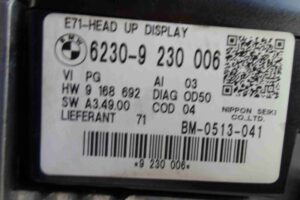 E71-HEAD UP DISPLAY
BMW 6230-9 230 006
VI PG AI 03
HW 9 168 692 DIAG OD50
SW A3.49.00 COD 04
LIEFERANT 71
NIPPON SEIKI
CO.,LTD.
BM-0513-041
*9 230 006*